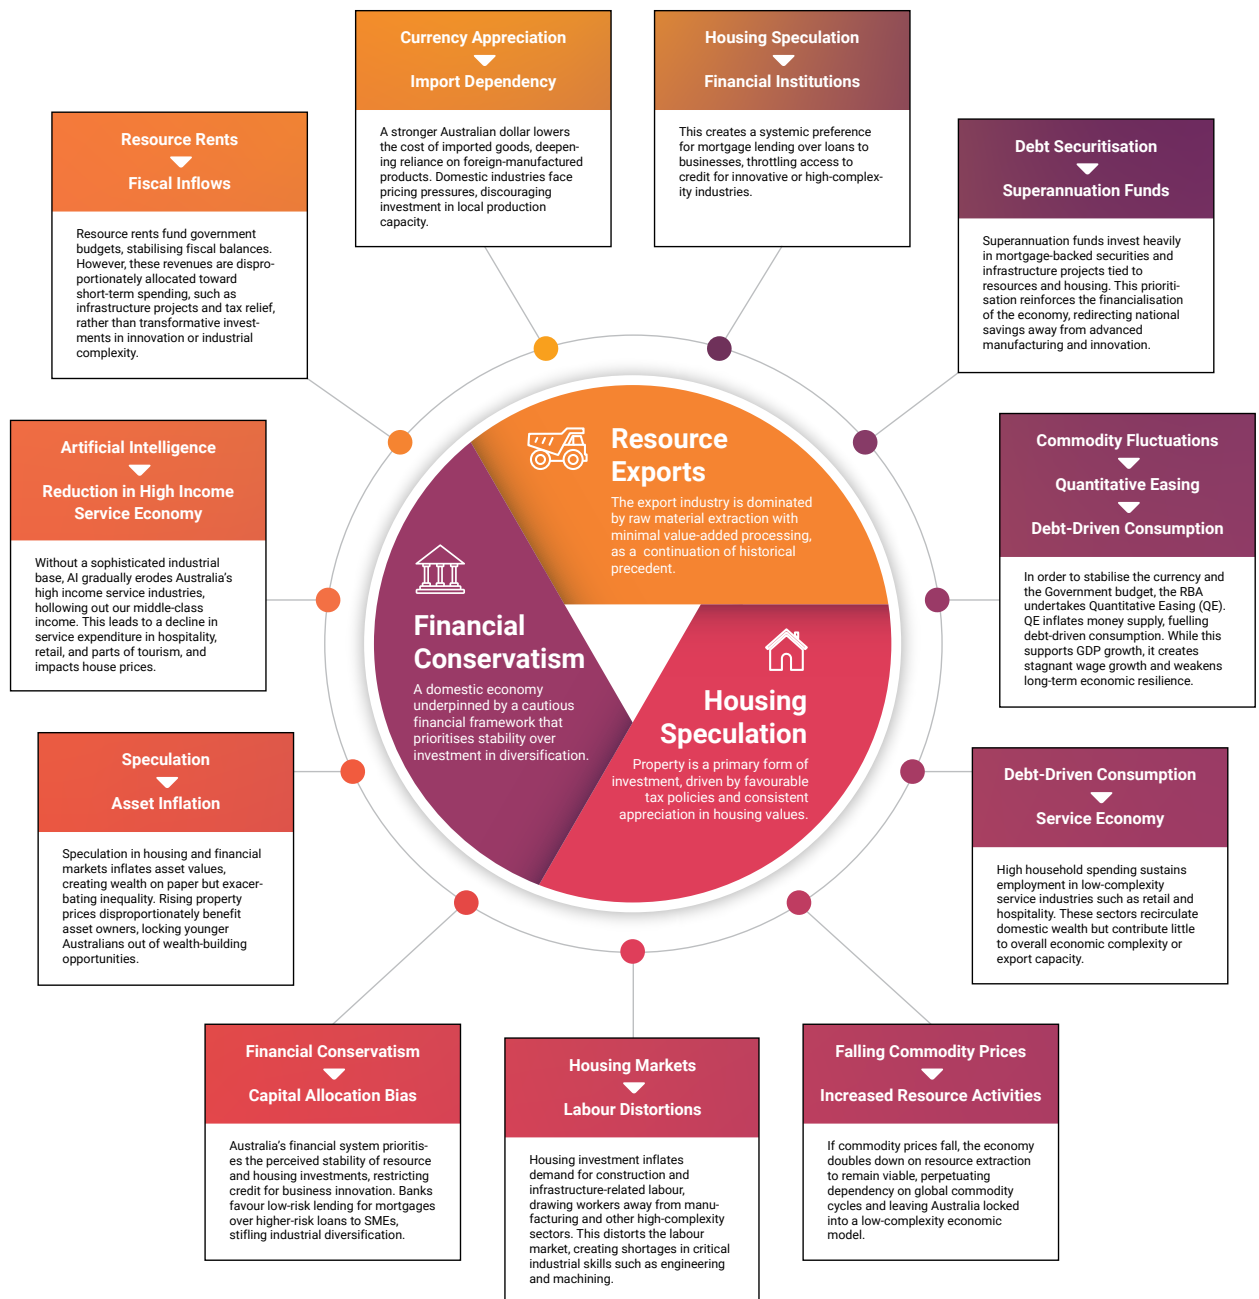 Currency Appreciation
Import Dependency
A stronger Australian dollar lowers
the cost of imported goods, deepen-
ing reliance on foreign-manufactured
products. Domestic industries face
pricing pressures, discouraging
investment in local production
capacity.
Housing Speculation
Financial Institutions
This creates a systemic preference
for mortgage lending over loans to
businesses, throttling access to
credit for innovative or high-complex-
ity industries.
Resource Rents
Fiscal Inflows
Resource rents fund government
budgets, stabilising fiscal balances.
However, these revenues are dispro-
portionately allocated toward
short-term spending, such as
infrastructure projects and tax relief,
rather than transformative invest-
ments in innovation or industrial
complexity.
Debt Securitisation
Superannuation Funds
Superannuation funds invest heavily
in mortgage-backed securities and
infrastructure projects tied to
resources and housing. This prioriti-
sation reinforces the financialisation
of the economy, redirecting national
savings away from advanced
manufacturing and innovation.
Artificial Intelligence
Reduction in High Income
Service Economy
Without a sophisticated industrial
base, AI gradually erodes Australia's
high income service industries,
hollowing out our middle-class
income. This leads to a decline in
service expenditure in hospitality,
retail, and parts of tourism, and
impacts house prices.
Resource
Exports
The export industry is dominated
by raw material extraction with
minimal value-added processing,
as a continuation of historical
precedent.
Financial
Conservatism
A domestic economy
underpinned by a cautious
financial framework that
prioritises stability over
investment in diversification.
Housing
Speculation
Property is a primary form of
investment, driven by favourable
tax policies and consistent
appreciation in housing values.
Commodity Fluctuations
Quantitative Easing
Debt-Driven Consumption
In order to stabilise the currency and
the Government budget, the RBA
undertakes Quantitative Easing (QE).
QE inflates money supply, fuelling
debt-driven consumption. While this
supports GDP growth, it creates
stagnant wage growth and weakens
long-term economic resilience.
Speculation
Asset Inflation
Speculation in housing and financial
markets inflates asset values,
creating wealth on paper but exacer-
bating inequality. Rising property
prices disproportionately benefit
asset owners, locking younger
Australians out of wealth-building
opportunities.
Debt-Driven Consumption
Service Economy
High household spending sustains
employment in low-complexity
service industries such as retail and
hospitality. These sectors recirculate
domestic wealth but contribute little
to overall economic complexity or
export capacity.
Financial Conservatism
Capital Allocation Bias
Australia's financial system prioritis-
es the perceived stability of resource
and housing investments, restricting
credit for business innovation. Banks
favour low-risk lending for mortgages
over higher-risk loans to SMEs,
stifling industrial diversification.
Housing Markets
Labour Distortions
Housing investment inflates
demand for construction and
infrastructure-related labour,
drawing workers away from manu-
facturing and other high-complexity
sectors. This distorts the labour
market, creating shortages in critical
industrial skills such as engineering
and machining.
Falling Commodity Prices
Increased Resource Activities
If commodity prices fall, the economy
doubles down on resource extraction
to remain viable, perpetuating
dependency on global commodity
cycles and leaving Australia locked
into a low-complexity economic
model.